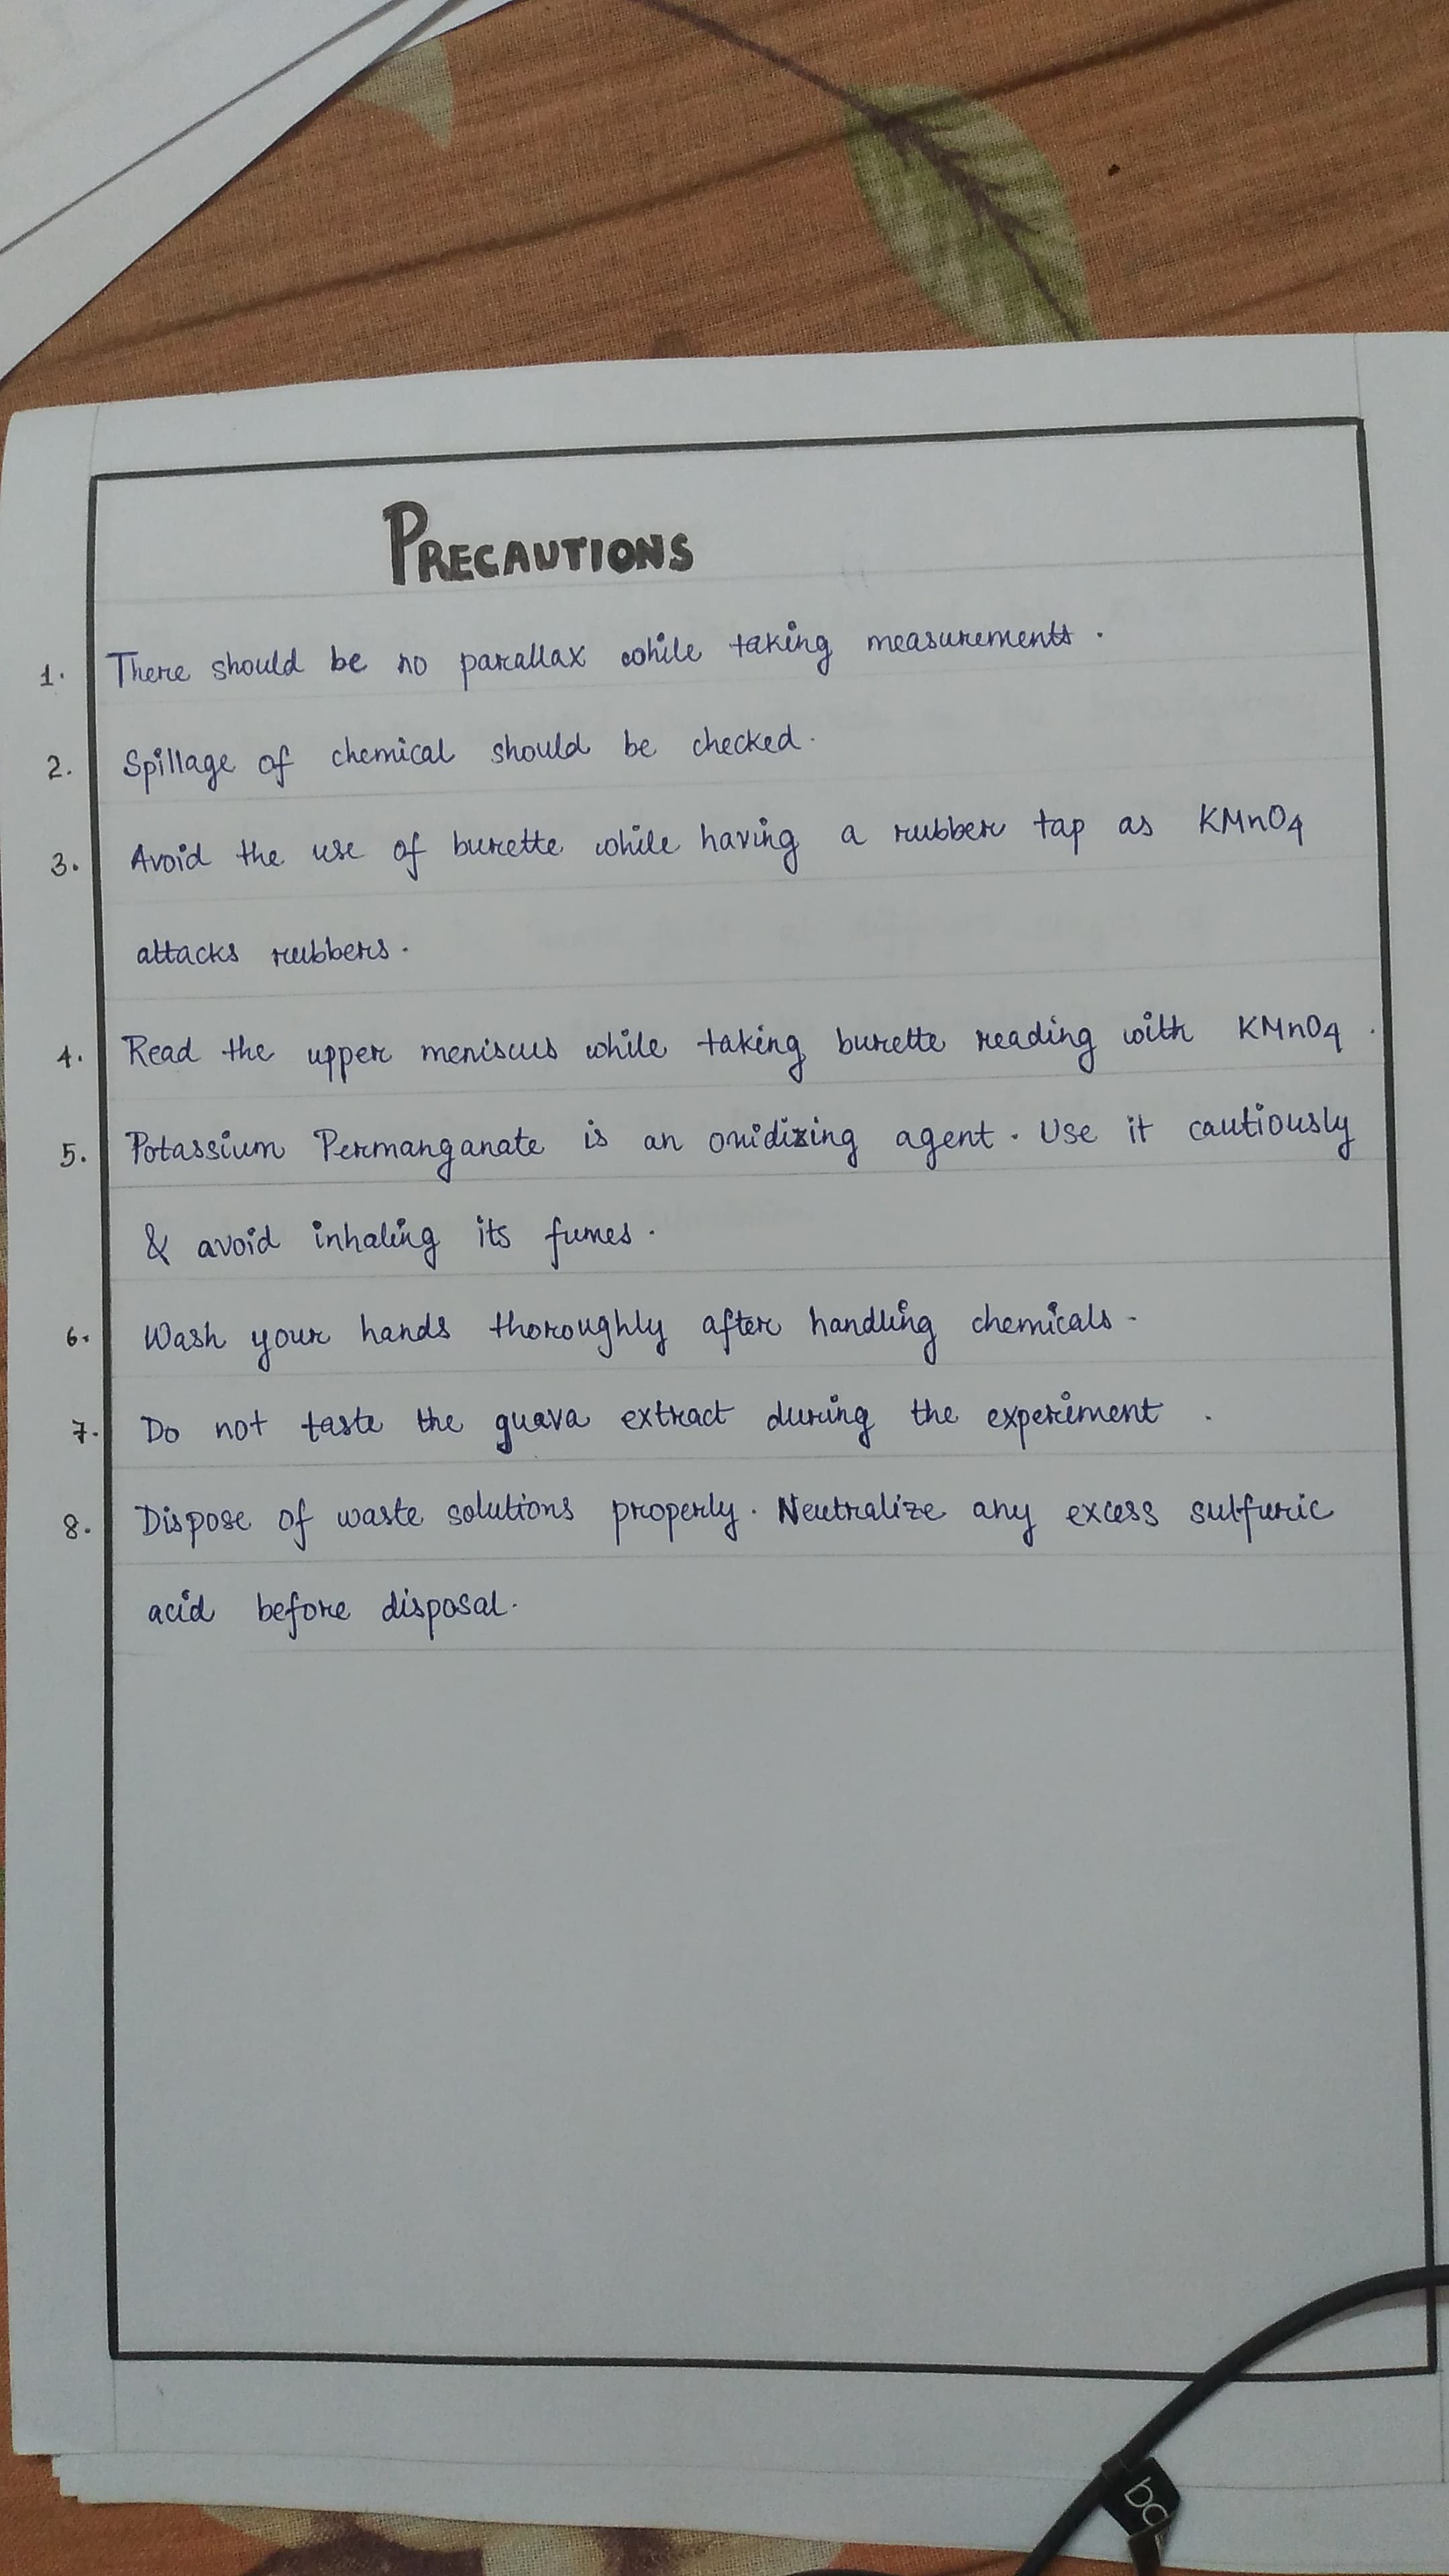 PRECAUTIONS
1. There should be no parallax while taking measurements.
2. Spillage of chemical should be checked.
3. Avoid the use of burette while having a rubber tap as KMnO4
attacks rubbers.
4. Read the upper meniscus while taking burette reading with KMnO4.
5. Potassium Permanganate is an oxidizing agent. Use it cautiously
& avoid inhaling its fumes.
6. Wash your hands thoroughly after handling chemicals.
7. Do not taste the guava extract during the experiment.
8. Dispose of waste solutions properly. Neutralize any excess sulfuric
acid before disposal.